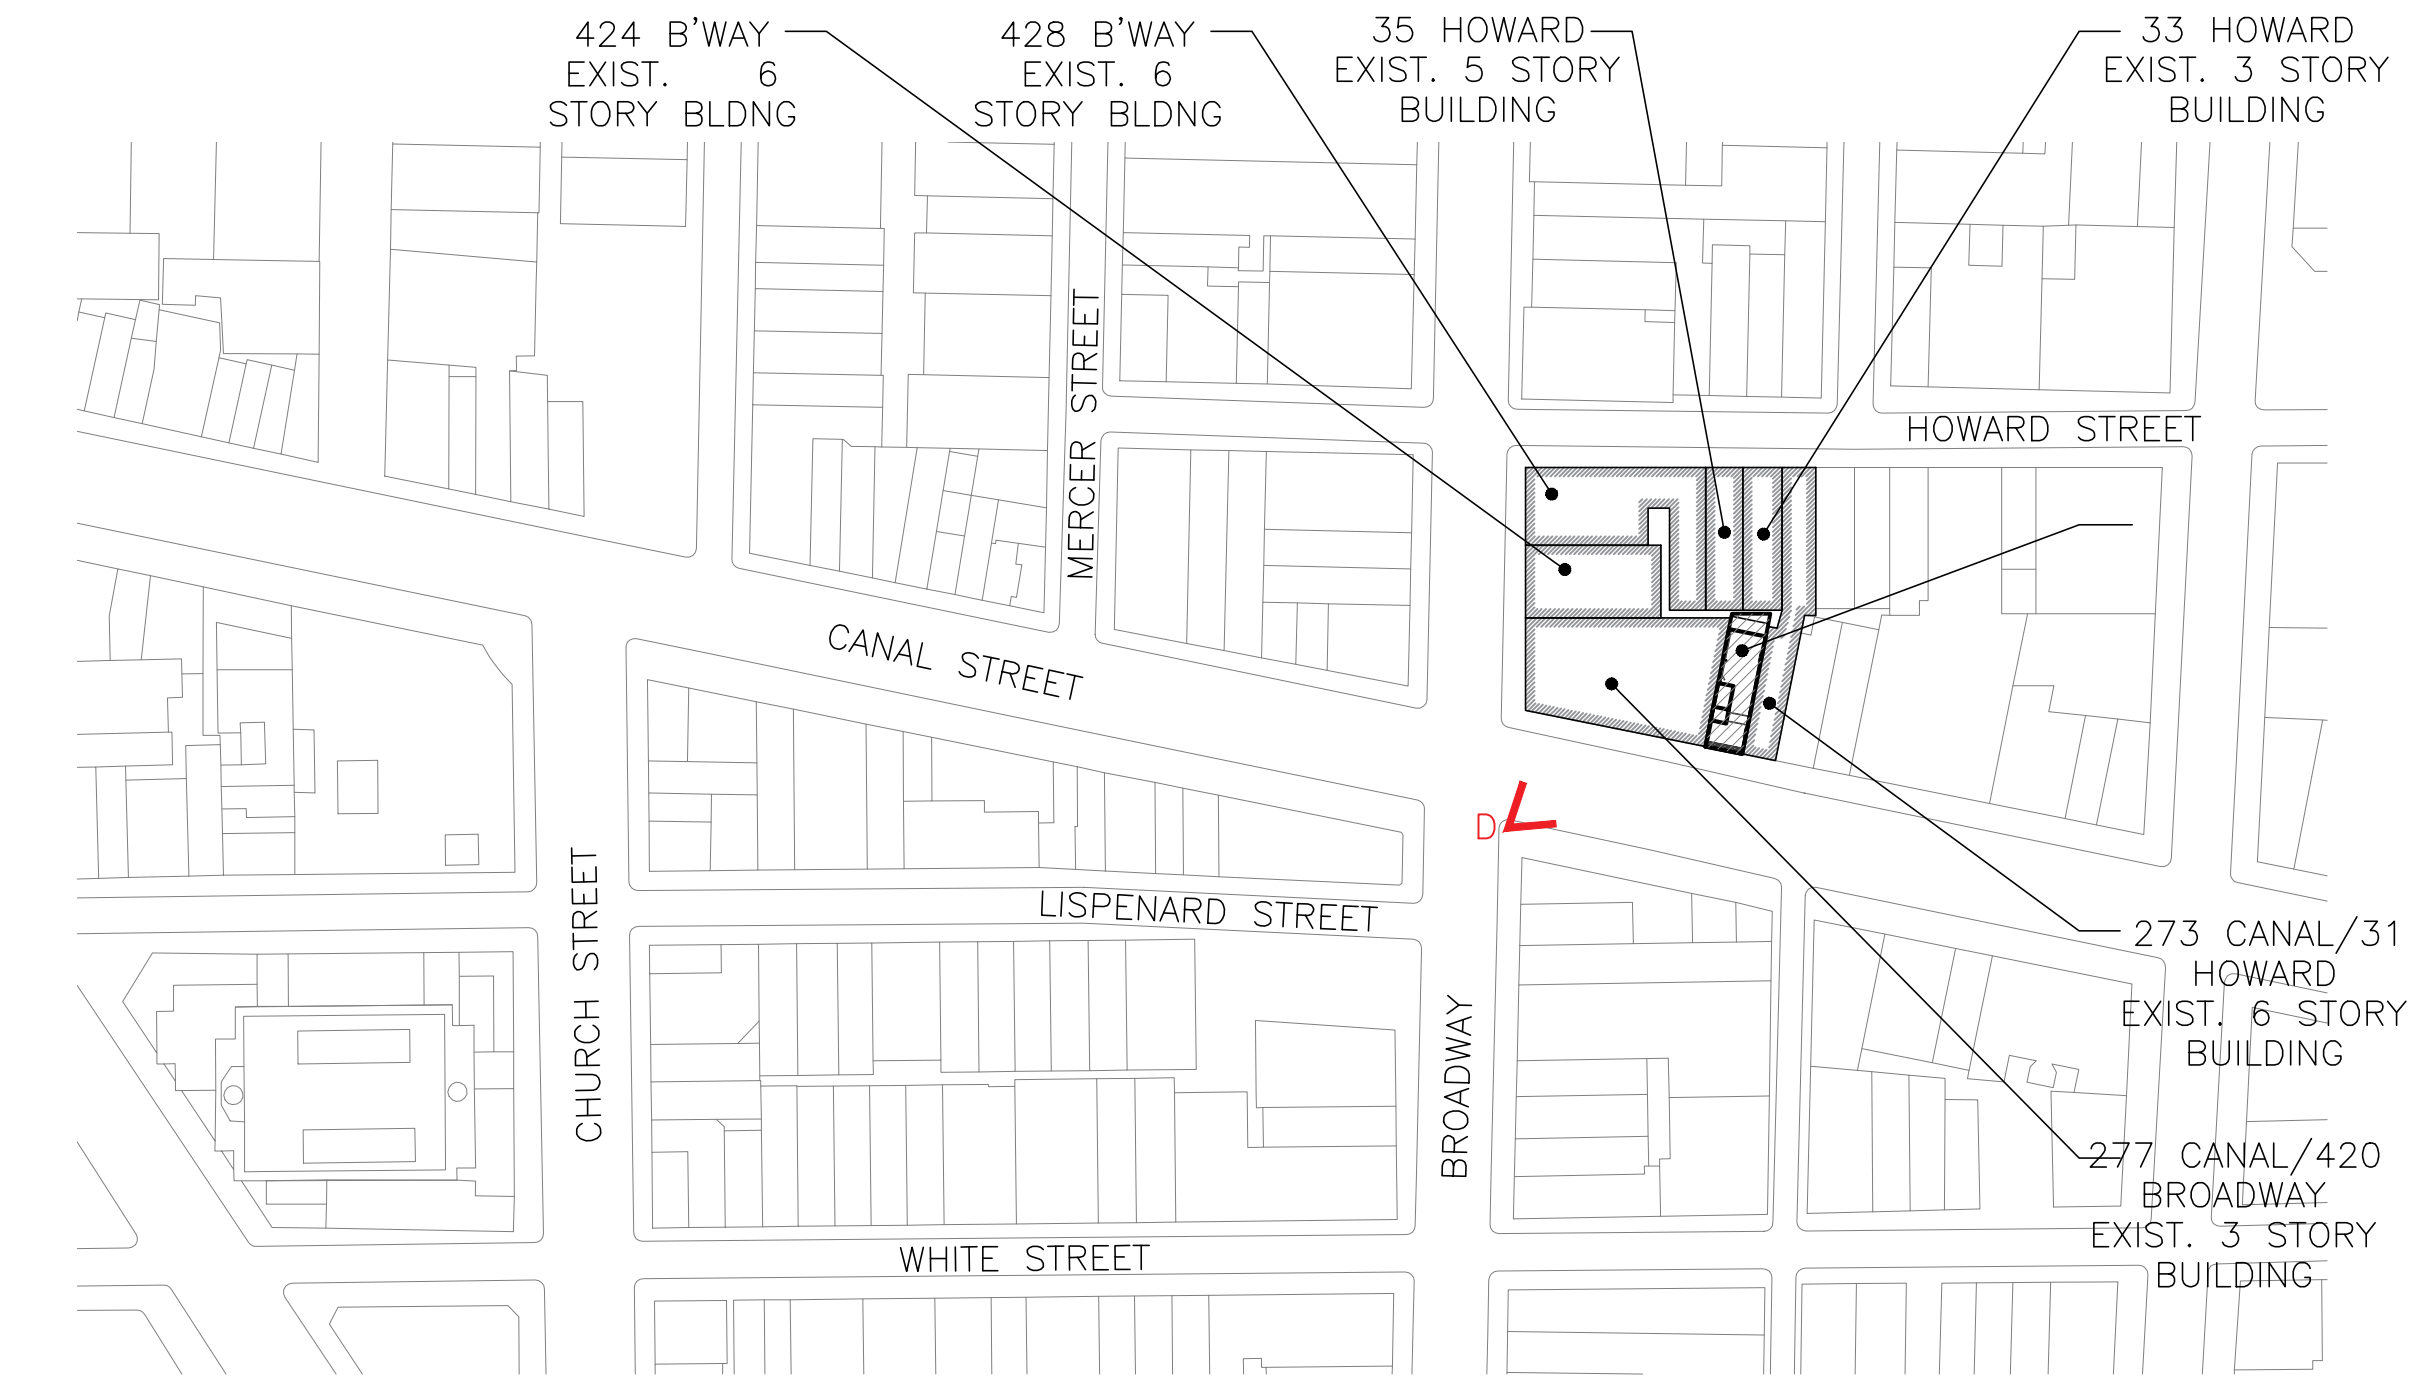 424 B'WAY
EXIST. 6
STORY BLDNG
428 B'WAY
EXIST. 6
STORY BLDNG
35 HOWARD
EXIST. 5 STORY
BUILDING
33 HOWARD
EXIST. 3 STORY
BUILDING
MERCER STREET
HOWARD STREET
CANAL STREET
D
CHURCH STREET
LISPENARD STREET
BROADWAY
273 CANAL/31
HOWARD
EXIST. 6 STORY
BUILDING
277 CANAL/420
BROADWAY
EXIST. 3 STORY
BUILDING
WHITE STREET